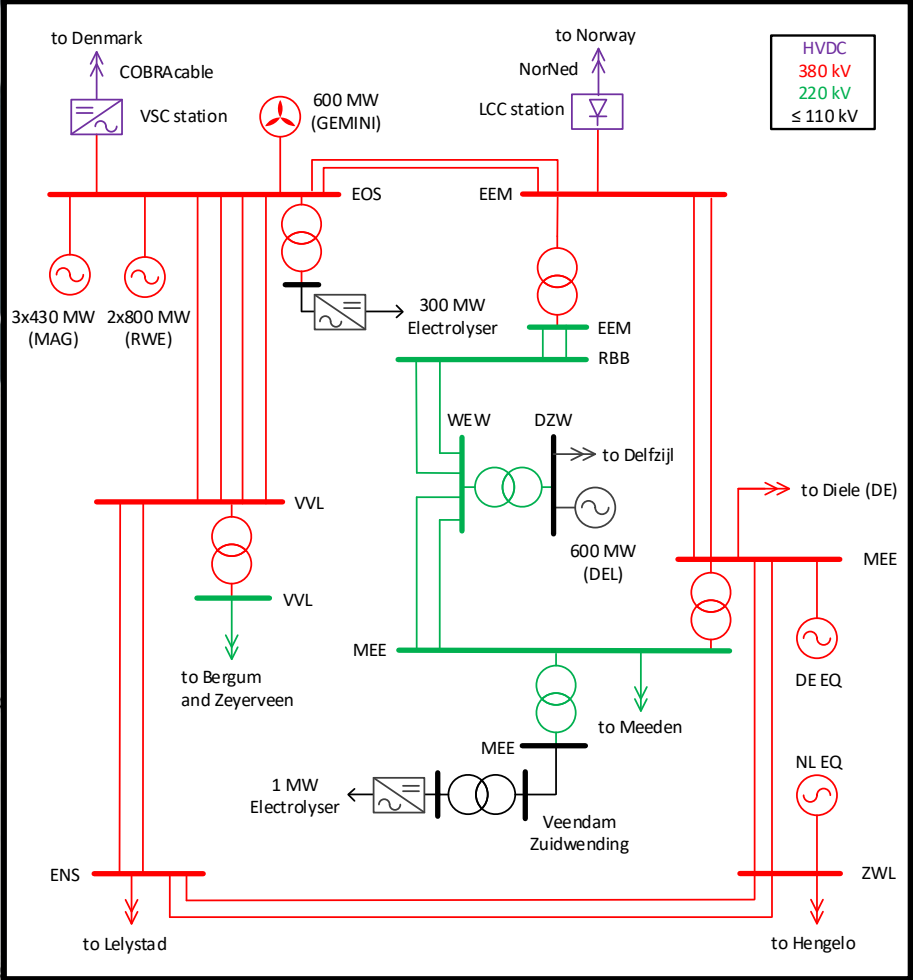 to Denmark
COBRAcable
VSC station
600 MW
(GEMINI)
to Norway
NorNed
LCC station
HVDC
380 kV
220 kV
≤ 110 kV
EOS
EEM
3x430 MW
(MAG)
2x800 MW
(RWE)
300 MW
Electrolyser
EEM
RBB
WEW
DZW
to Delfzijl
600 MW
(DEL)
to Diele (DE)
VVL
MEE
VVL
to Bergum
and Zeyerveen
MEE
DE EQ
to Meeden
MEE
NL EQ
1 MW
Electrolyser
Veendam
Zuidwending
ENS
ZWL
to Lelystad
to Hengelo